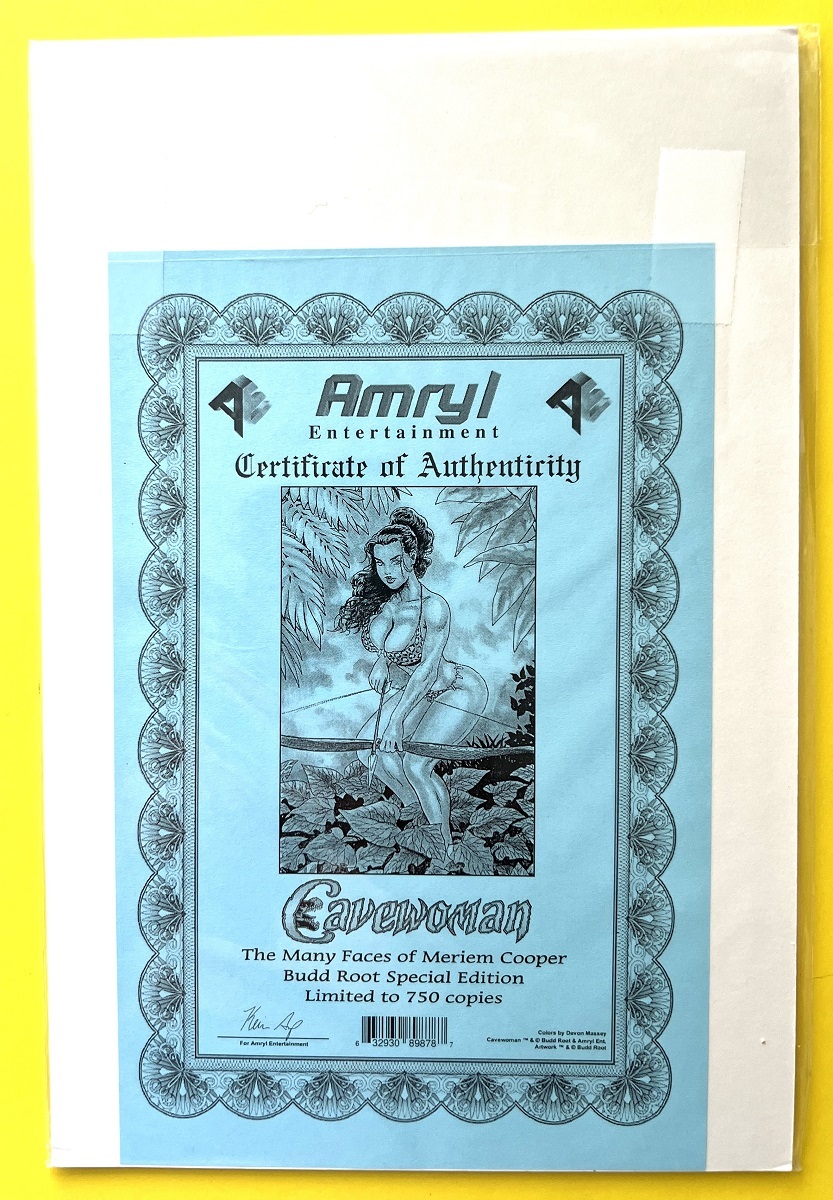 Amryl
Entertainment
Certificate of Authenticity
Cavewoman
The Many Faces of Meriem Cooper
Budd Root Special Edition
Limited to 750 copies
For Amryl Entertainment
6 32930 89878 7
Colors by Devon Massey
Cavewoman ™ & © Budd Root & Amryl Ent.
Artwork ™ & © Budd Root